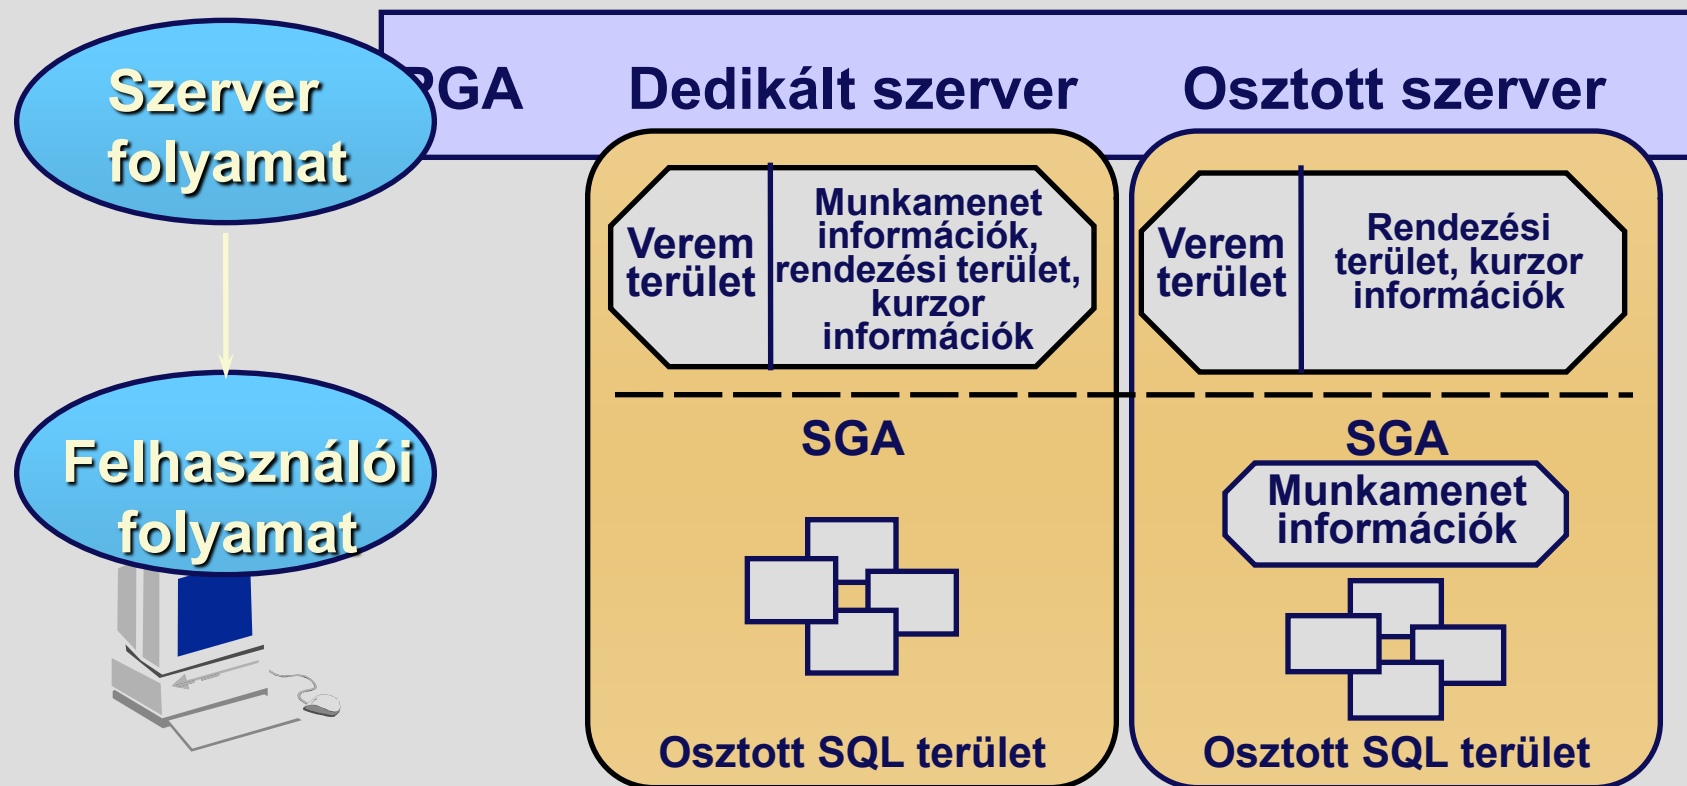 Szerver
folyamat
PGA
Dedikált szerver
Osztott szerver
Verem
terület
Munkamenet
információk,
rendezési terület,
kurzor
információk
Verem
terület
Rendezési
terület, kurzor
információk
Felhasználói
folyamat
SGA
SGA
Munkamenet
információk
Osztott SQL terület
Osztott SQL terület